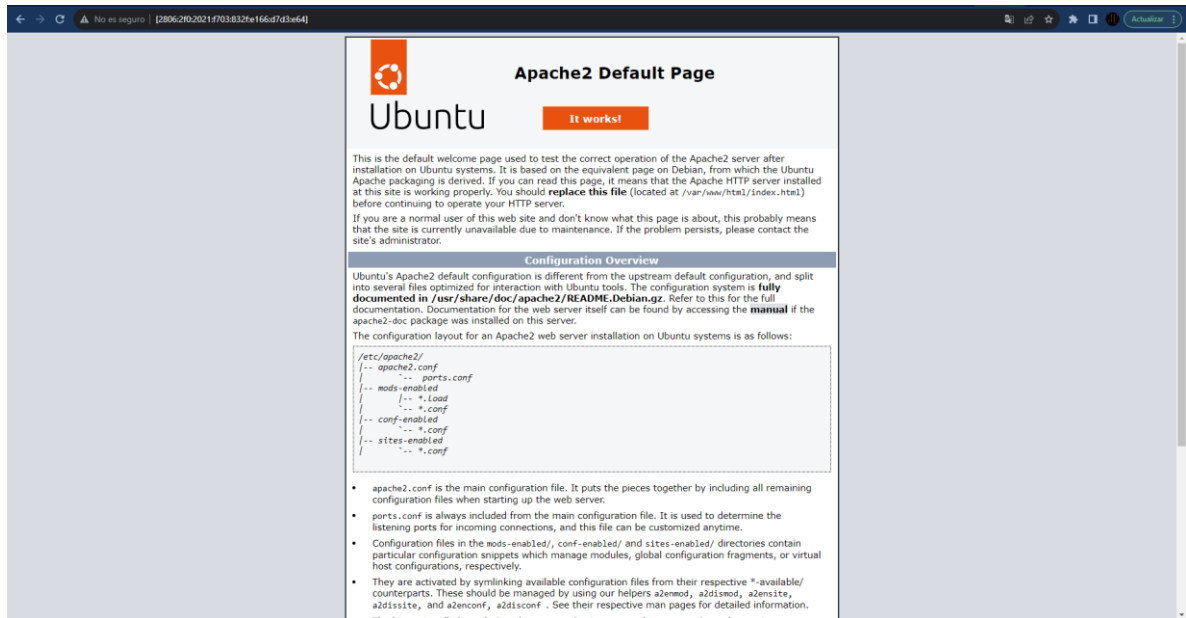 No es seguro | [2806:2f0:2021:f703:832f:e166:d7d3:e64]
Actualizar
Ubuntu
Apache2 Default Page
It works!
This is the default welcome page used to test the correct operation of the Apache2 server after
installation on Ubuntu systems. It is based on the equivalent page on Debian, from which the Ubuntu
Apache packaging is derived. If you can read this page, it means that the Apache HTTP server installed
at this site is working properly. You should replace this file (located at /var/www/html/index.html)
before continuing to operate your HTTP server.
If you are a normal user of this web site and don't know what this page is about, this probably means
that the site is currently unavailable due to maintenance. If the problem persists, please contact the
site's administrator.
Configuration Overview
Ubuntu's Apache2 default configuration is different from the upstream default configuration, and split
into several files optimized for interaction with Ubuntu tools. The configuration system is fully
documented in /usr/share/doc/apache2/README.Debian.gz. Refer to this for the full
documentation. Documentation for the web server itself can be found by accessing the manual if the
apache2-doc package was installed on this server.
The configuration layout for an Apache2 web server installation on Ubuntu systems is as follows:
/etc/apache2/
|-- apache2.conf
|       `--  ports.conf
|-- mods-enabled
|       |-- *.load
|       `-- *.conf
|-- conf-enabled
|       `-- *.conf
|-- sites-enabled
|       `-- *.conf
• apache2.conf is the main configuration file. It puts the pieces together by including all remaining
configuration files when starting up the web server.
• ports.conf is always included from the main configuration file. It is used to determine the
listening ports for incoming connections, and this file can be customized anytime.
• Configuration files in the mods-enabled/, conf-enabled/ and sites-enabled/ directories contain
particular configuration snippets which manage modules, global configuration fragments, or virtual
host configurations, respectively.
• They are activated by symlinking available configuration files from their respective *-available/
counterparts. These should be managed by using our helpers a2enmod, a2dismod, a2ensite,
a2dissite, and a2enconf, a2disconf . See their respective man pages for detailed information.